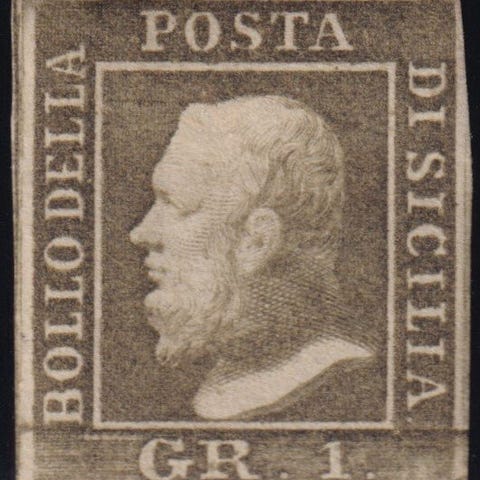 BOLLO DELLA
POSTA
DI SICILIA
GR. 1.